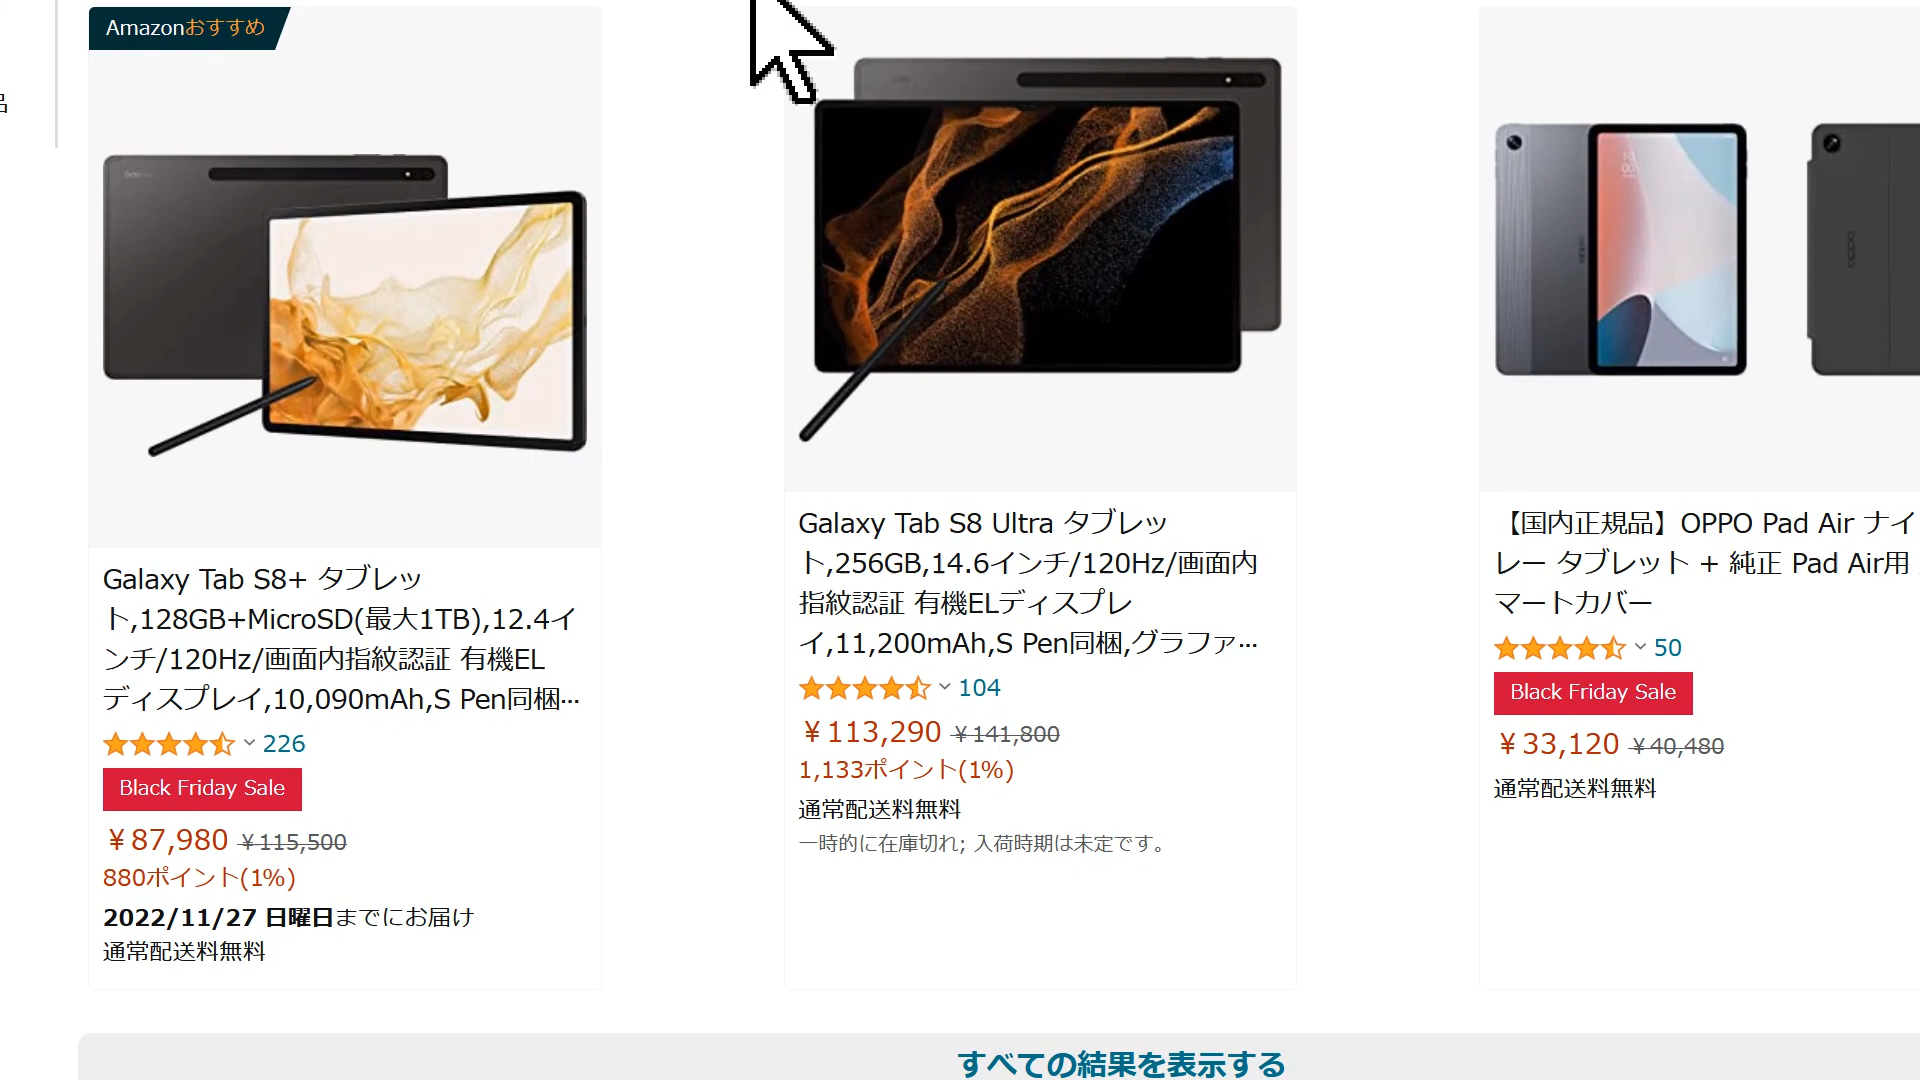 品
Amazonおすすめ
Galaxy Tab S8+ タブレッ
ト,128GB+MicroSD(最大1TB),12.4イ
ンチ/120Hz/画面内指紋認証 有機EL
ディスプレイ,10,090mAh,S Pen同梱…
226
Black Friday Sale
￥87,980 ￥115,500
880ポイント(1%)
2022/11/27 日曜日までにお届け
通常配送料無料
Galaxy Tab S8 Ultra タブレッ
ト,256GB,14.6インチ/120Hz/画面内
指紋認証 有機ELディスプレ
イ,11,200mAh,S Pen同梱,グラファ…
104
￥113,290 ￥141,800
1,133ポイント(1%)
通常配送料無料
一時的に在庫切れ; 入荷時期は未定です。
oppo
oppo
【国内正規品】OPPO Pad Air ナイ
レー タブレット + 純正 Pad Air用
マートカバー
50
Black Friday Sale
￥33,120 ￥40,480
通常配送料無料
すべての結果を表示する